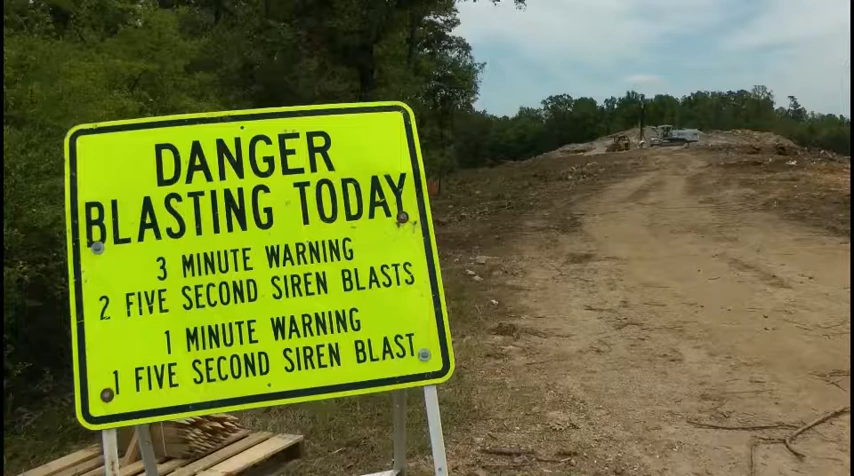 DANGER
BLASTING TODAY
3 MINUTE WARNING
2 FIVE SECOND SIREN BLASTS
1 MINUTE WARNING
1 FIVE SECOND SIREN BLAST